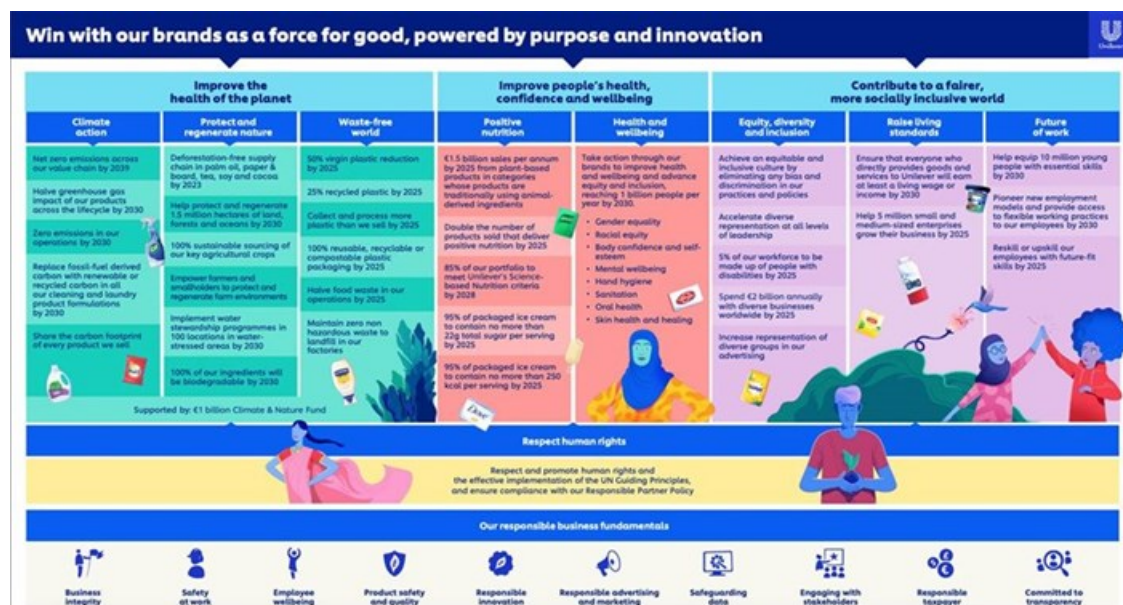 Win with our brands as a force for good, powered by purpose and innovation
Unilever
Improve the
health of the planet
Climate
action
Net zero emissions across
our value chain by 2039
Halve greenhouse gas
impact of our products
across the lifecycle by 2030
Zero emissions in our
operations by 2030
Replace fossil-fuel derived
carbon with renewable or
recycled carbon in all
our cleaning and laundry
product formulations
by 2030
Share the carbon footprint
of every product we sell
Protect and
regenerate nature
Deforestation-free supply
chain in palm oil, paper &
board, tea, soy and cocoa
by 2023
Help protect and regenerate
1.5 million hectares of land,
forests and oceans by 2030
100% sustainable sourcing of
our key agricultural crops
Empower farmers and
smallholders to protect and
regenerate farm environments
Implement water
stewardship programmes in
100 locations in water-
stressed areas by 2030
100% of our ingredients will
be biodegradable by 2030
Waste-free
world
50% virgin plastic reduction
by 2025
25% recycled plastic by 2025
Collect and process more
plastic than we sell by 2025
100% reusable, recyclable or
compostable plastic
packaging by 2025
Halve food waste in our
operations by 2025
Maintain zero non
hazardous waste to
landfill in our
factories
Supported by: €1 billion Climate & Nature Fund
Improve people's health,
confidence and wellbeing
Positive
nutrition
€1.5 billion sales per annum
by 2025 from plant-based
products in categories
whose products are
traditionally using animal-
derived ingredients
Double the number of
products sold that deliver
positive nutrition by 2025
85% of our portfolio to
meet Unilever's Science-
based Nutrition criteria
by 2028
95% of packaged ice cream
to contain no more than
22g total sugar per serving
by 2025
95% of packaged ice cream
to contain no more than 250
kcal per serving by 2025
Dove
Health and
wellbeing
Take action through our
brands to improve health
and wellbeing and advance
equity and inclusion,
reaching 1 billion people per
year by 2030.
• Gender equality
• Racial equity
• Body confidence and self-
esteem
• Mental wellbeing
• Hand hygiene
• Sanitation
• Oral health
• Skin health and healing
Contribute to a fairer,
more socially inclusive world
Equity, diversity
and inclusion
Achieve an equitable and
inclusive culture by
eliminating any bias and
discrimination in our
practices and policies
Accelerate diverse
representation at all levels
of leadership
5% of our workforce to be
made up of people with
disabilities by 2025
Spend €2 billion annually
with diverse businesses
worldwide by 2025
Increase representation of
diverse groups in our
advertising
Raise living
standards
Ensure that everyone who
directly provides goods and
services to Unilever will earn
at least a living wage or
income by 2030
Help 5 million small and
medium-sized enterprises
grow their business by 2025
Future
of work
Help equip 10 million young
people with essential skills
by 2030
Pioneer new employment
models and provide access
to flexible working practices
to our employees by 2030
Reskill or upskill our
employees with future-fit
skills by 2025
Respect human rights
Respect and promote human rights and
the effective implementation of the UN Guiding Principles,
and ensure compliance with our Responsible Partner Policy
Our responsible business fundamentals
Business
integrity
Safety
at work
Employee
wellbeing
Product safety
and quality
Responsible
innovation
Responsible advertising
and marketing
Safeguarding
data
Engaging with
stakeholders
Responsible
taxpayer
Committed to
transparency